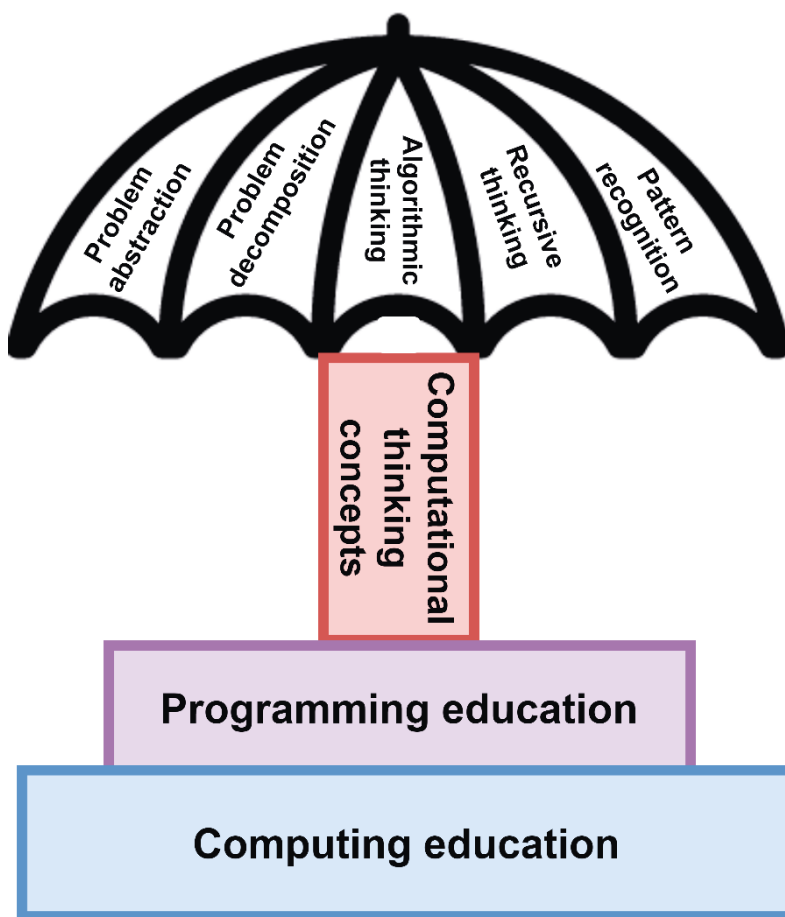 Problem
abstraction
Problem
decomposition
Algorithmic
thinking
Recursive
thinking
Pattern
recognition
Computational
thinking
concepts
Programming education
Computing education